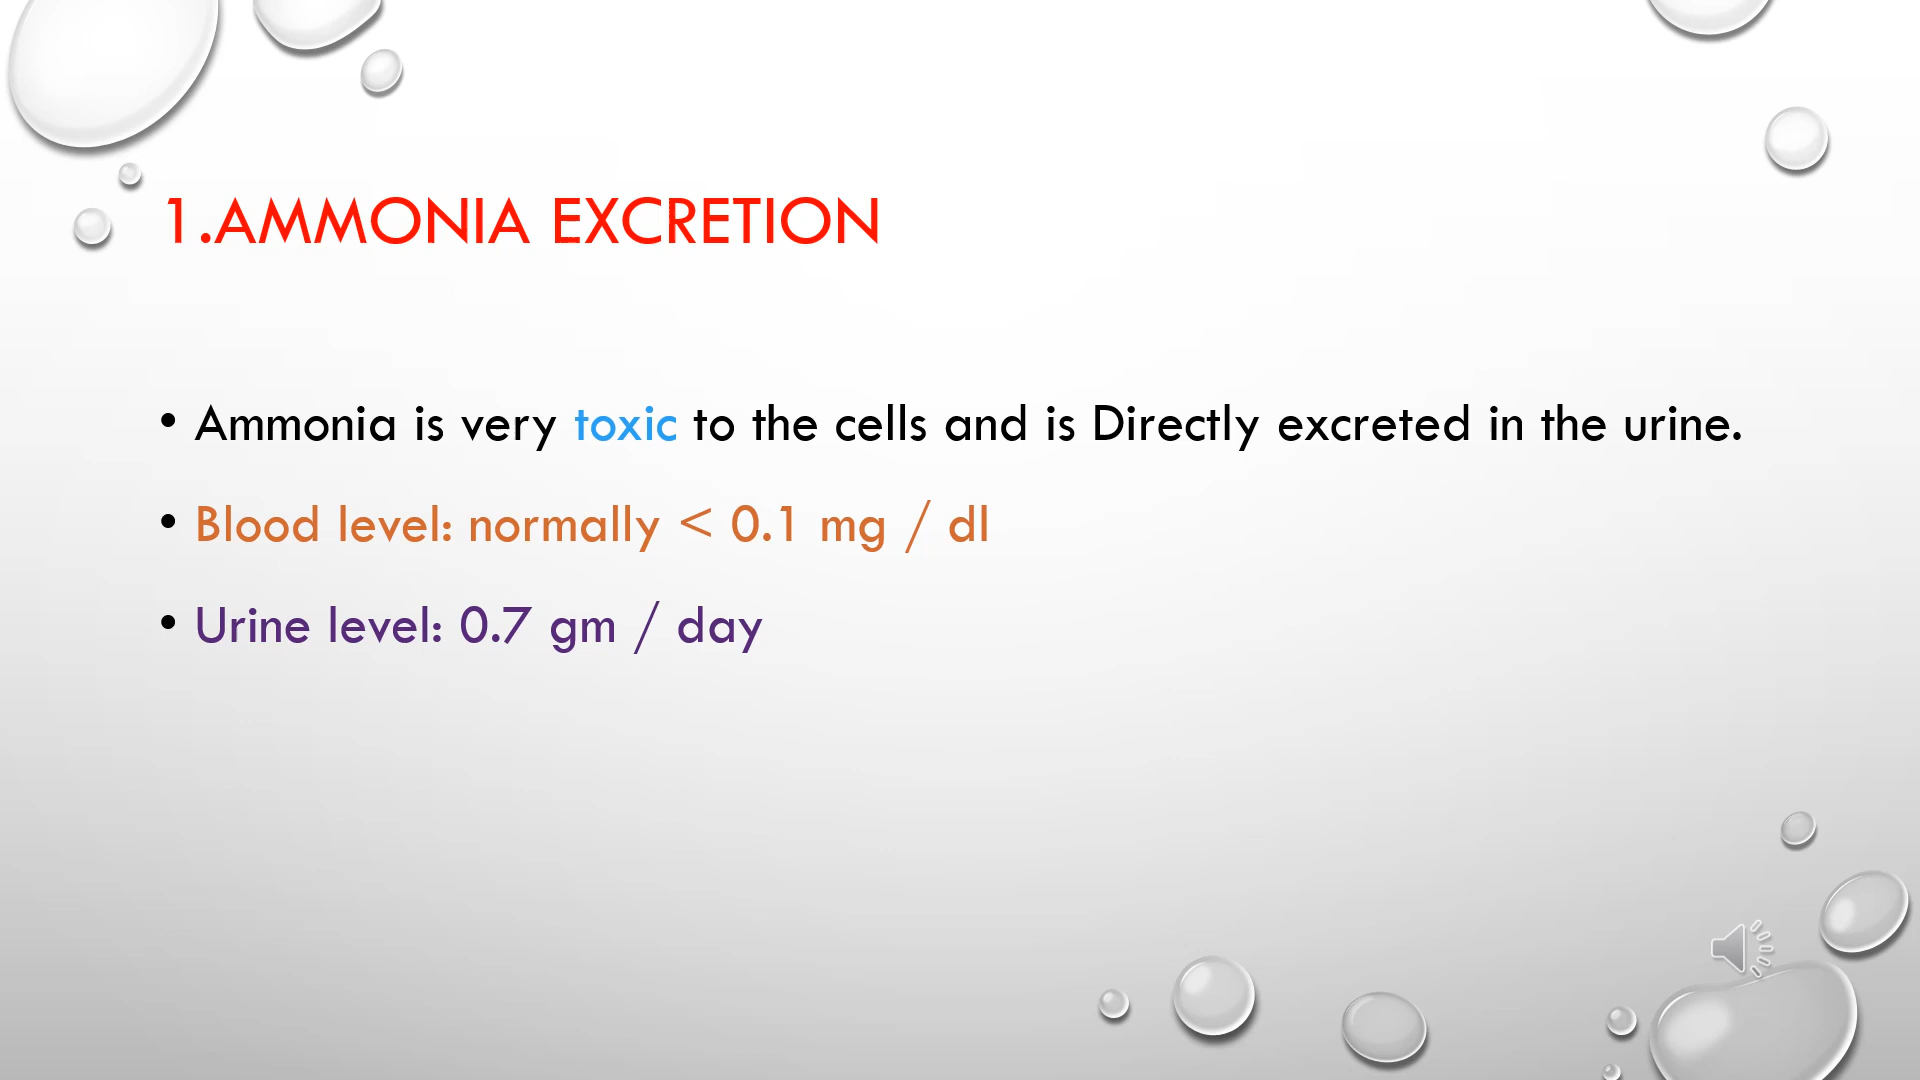 1.AMMONIA EXCRETION
• Ammonia is very toxic to the cells and is Directly excreted in the urine.
• Blood level: normally < 0.1 mg / dl
• Urine level: 0.7 gm / day